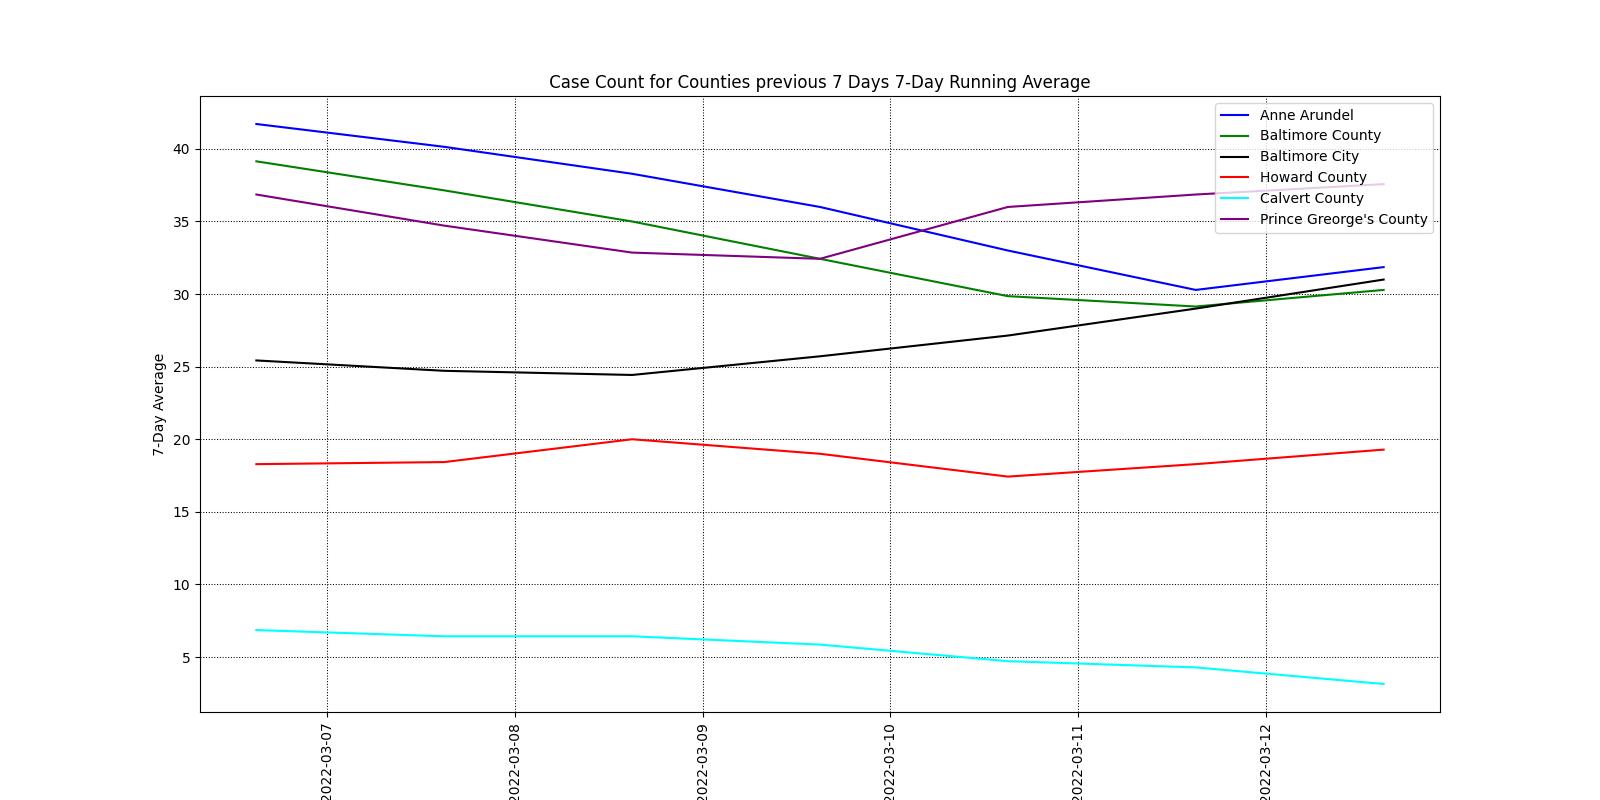 Case Count for Counties previous 7 Days 7-Day Running Average
Anne Arundel
Baltimore County
Baltimore City
Howard County
Calvert County
Prince Greorge's County
7-Day Average
40
35
30
25
20
15
10
5
2022-03-07
2022-03-08
2022-03-09
2022-03-10
2022-03-11
2022-03-12